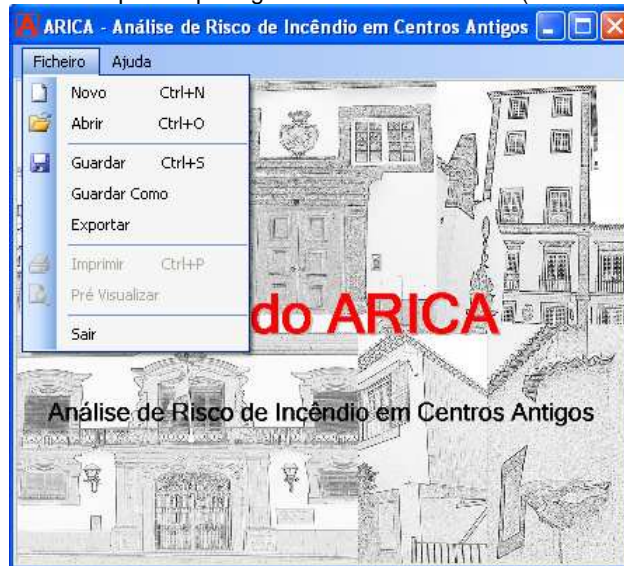 ARICA - Análise de Risco de Incêndio em Centros Antigos
Ficheiro Ajuda
Novo Ctrl+N
Abrir Ctrl+O
Guardar Ctrl+S
Guardar Como
Exportar
Imprimir Ctrl+P
Pré Visualizar
Sair
do ARICA
Análise de Risco de Incêndio em Centros Antigos